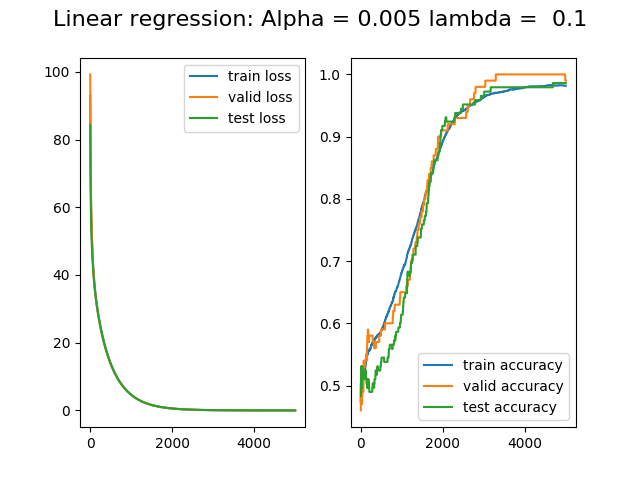 Linear regression: Alpha = 0.005 lambda =  0.1
100
80
60
40
20
0
0
2000
4000
train loss
valid loss
test loss
1.0
0.9
0.8
0.7
0.6
0.5
0
2000
4000
train accuracy
valid accuracy
test accuracy